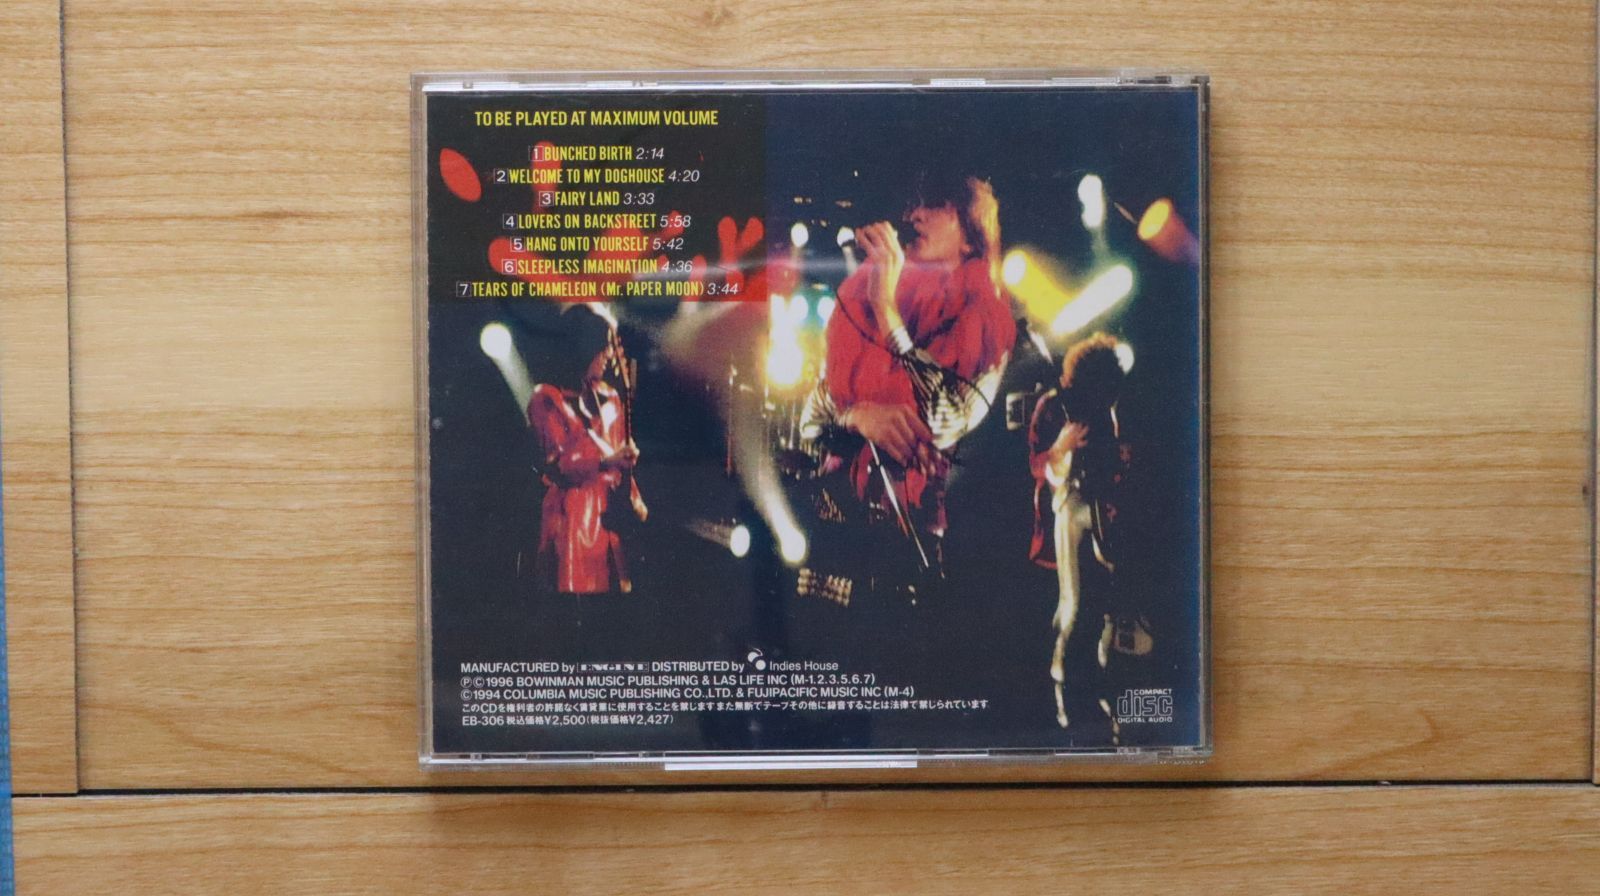 TO BE PLAYED AT MAXIMUM VOLUME
1 BUNCHED BIRTH 2:14
2 WELCOME TO MY DOGHOUSE 4:20
3 FAIRY LAND 3:33
4 LOVERS ON BACKSTREET 5:58
5 HANG ONTO YOURSELF 5:42
6 SLEEPLESS IMAGINATION 4:36
7 TEARS OF CHAMELEON (Mr. PAPER MOON) 3:44
MANUFACTURED by ENGINE DISTRIBUTED by Indies House
ⓅⒸ1996 BOWINMAN MUSIC PUBLISHING & LAS LIFE INC (M-1.2.3.5.6.7)
Ⓒ1994 COLUMBIA MUSIC PUBLISHING CO.,LTD. & FUJIPACIFIC MUSIC INC (M-4)
このCDを権利者の許諾なく賃貸業に使用することを禁じますまた無断でテープその他に録音することは法律で禁じられています
EB-306 税込価格¥2,500(税抜価格¥2,427)
COMPACT
disc
DIGITAL AUDIO